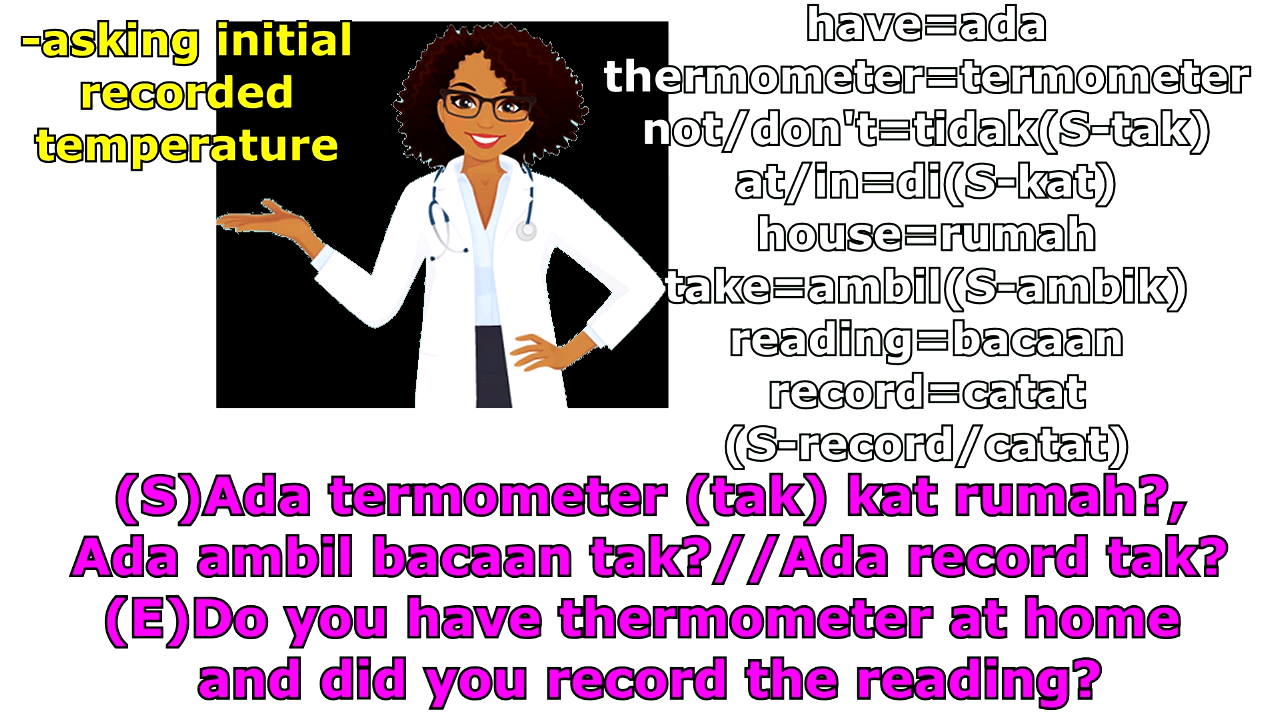 -asking initial
recorded
temperature
have=ada
thermometer=termometer
not/don't=tidak(S-tak)
at/in=di(S-kat)
house=rumah
take=ambil(S-ambik)
reading=bacaan
record=catat
(S-record/catat)
(S)Ada termometer (tak) kat rumah?,
Ada ambil bacaan tak?//Ada record tak?
(E)Do you have thermometer at home
and did you record the reading?